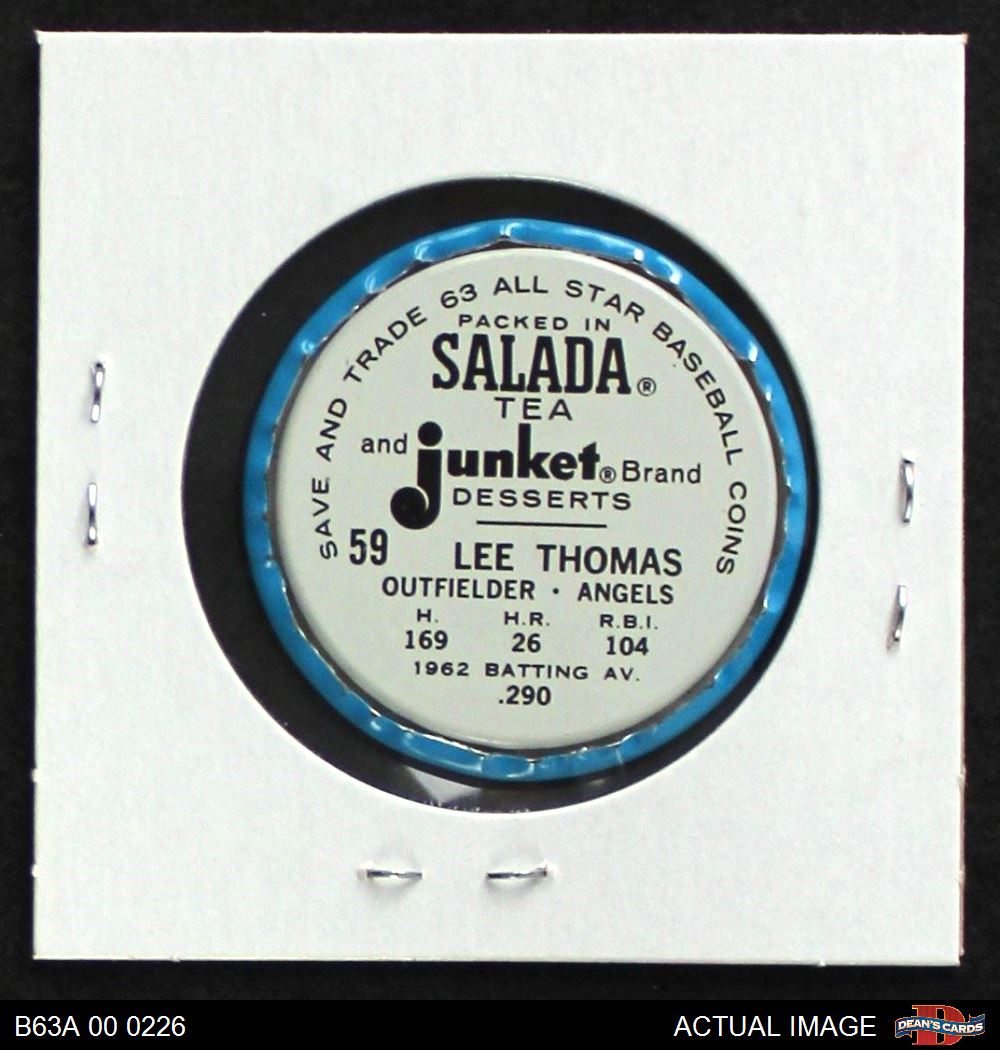 SAVE AND TRADE 63 ALL STAR BASEBALL COINS
PACKED IN
SALADA®
TEA
and junket® Brand
DESSERTS
59 LEE THOMAS
OUTFIELDER · ANGELS
H. H.R. R.B.I.
169 26 104
1962 BATTING AV.
.290
B63A 00 0226 ACTUAL IMAGE
D
DEAN'S CARDS